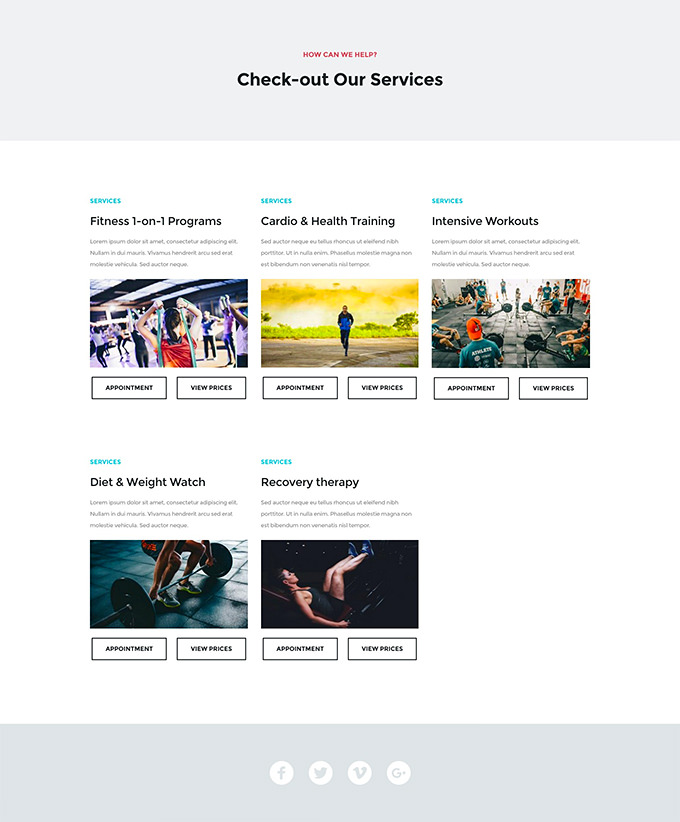 HOW CAN WE HELP?
Check-out Our Services
SERVICES
Fitness 1-on-1 Programs
Lorem ipsum dolor sit amet, consectetur adipiscing elit.
Nullam in dui mauris. Vivamus hendrerit arcu sed erat
molestie vehicula. Sed auctor neque.
APPOINTMENT
VIEW PRICES
SERVICES
Cardio & Health Training
Sed auctor neque eu tellus rhoncus ut eleifend nibh
porttitor. Ut in nulla enim. Phasellus molestie magna non
est bibendum non venenatis nisl tempor.
APPOINTMENT
VIEW PRICES
SERVICES
Intensive Workouts
Lorem ipsum dolor sit amet, consectetur adipiscing elit.
Nullam in dui mauris. Vivamus hendrerit arcu sed erat
molestie vehicula. Sed auctor neque.
ATHLETE
APPOINTMENT
VIEW PRICES
SERVICES
Diet & Weight Watch
Lorem ipsum dolor sit amet, consectetur adipiscing elit.
Nullam in dui mauris. Vivamus hendrerit arcu sed erat
molestie vehicula. Sed auctor neque.
APPOINTMENT
VIEW PRICES
SERVICES
Recovery therapy
Sed auctor neque eu tellus rhoncus ut eleifend nibh
porttitor. Ut in nulla enim. Phasellus molestie magna non
est bibendum non venenatis nisl tempor.
APPOINTMENT
VIEW PRICES